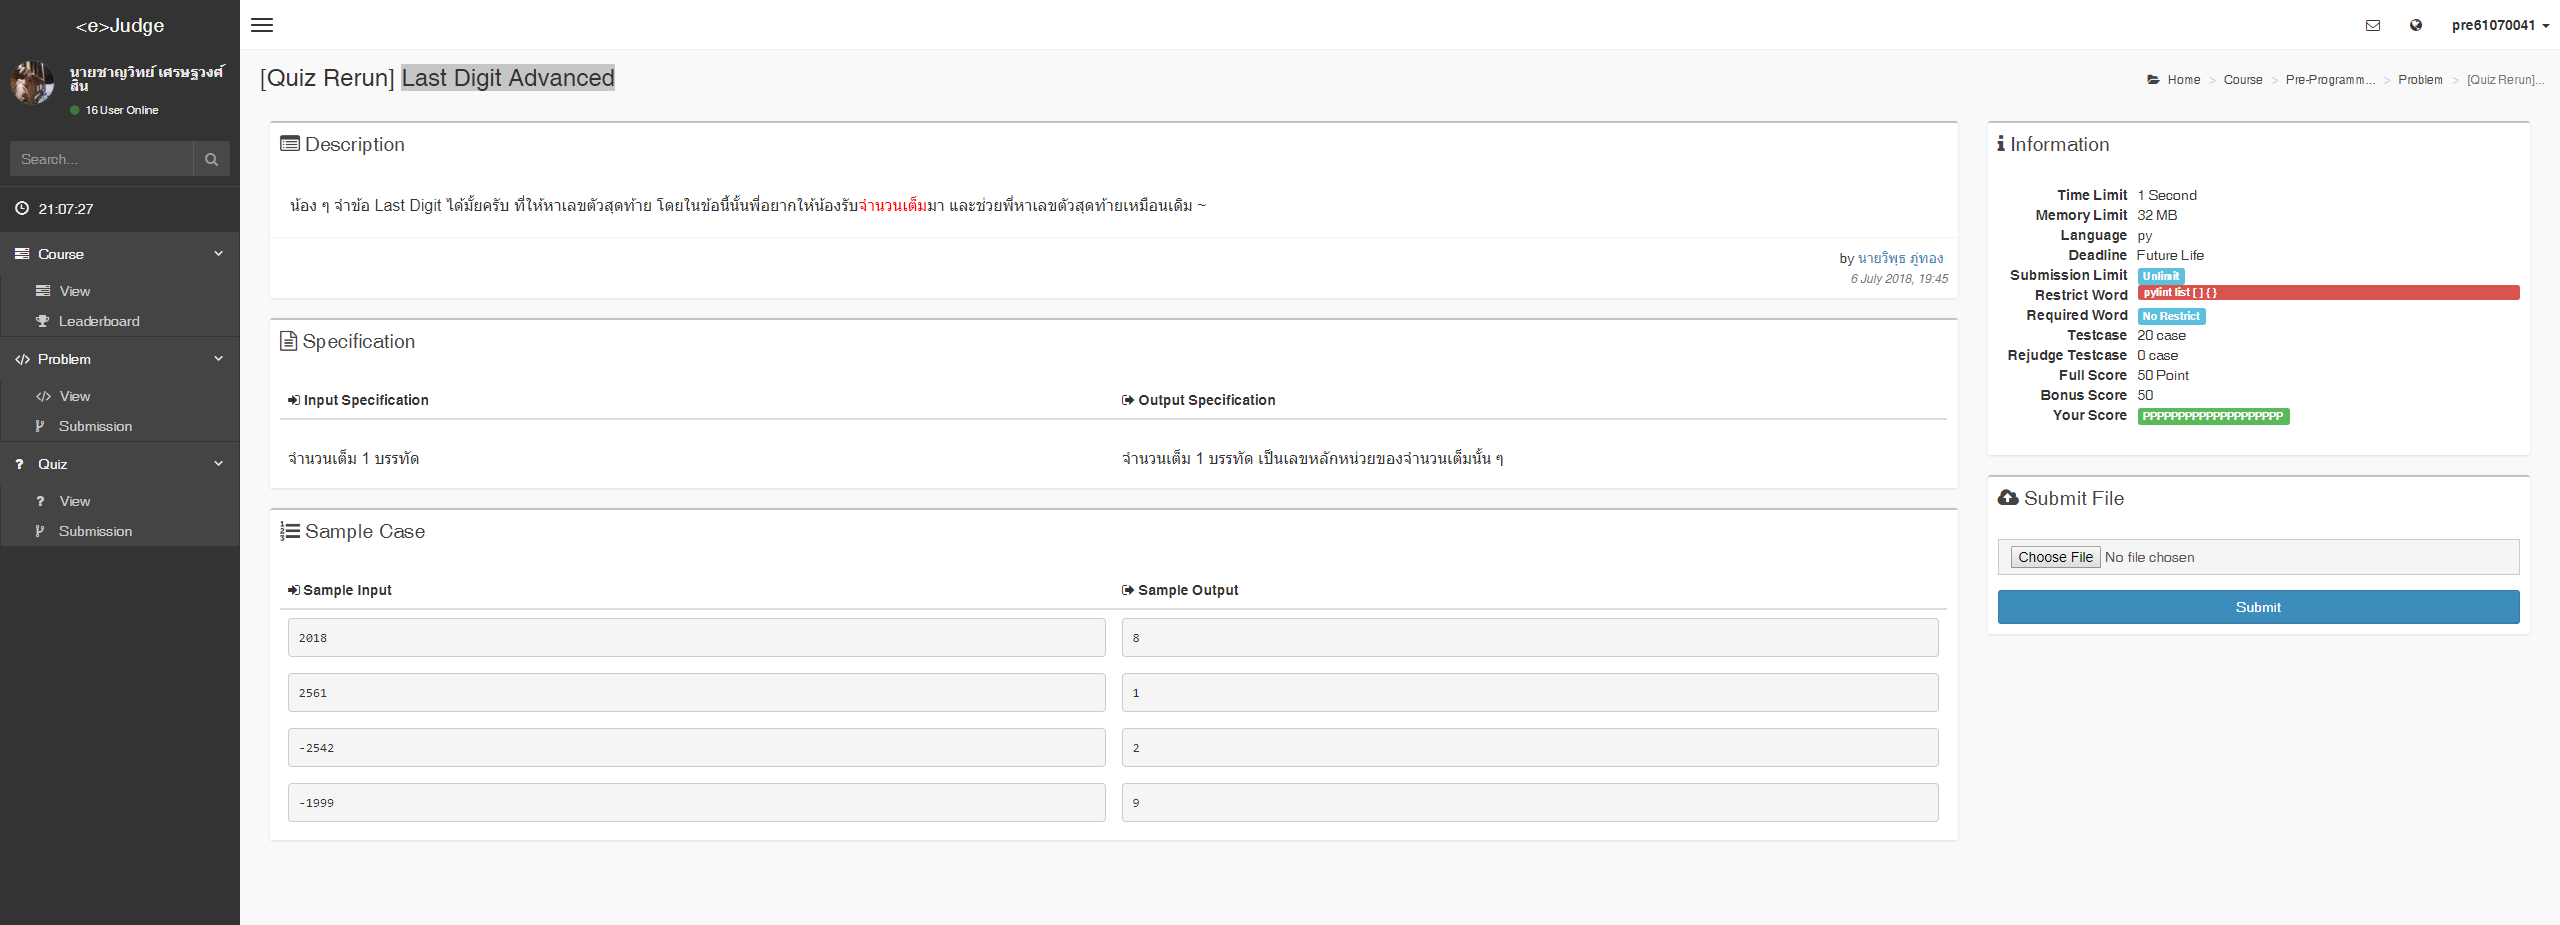 <e>Judge
pre61070041
นายชาญวิทย์ เศรษฐวงศ์
สิน
16 User Online
Search...
21:07:27
Course
View
Leaderboard
Problem
View
Submission
Quiz
View
Submission
[Quiz Rerun] Last Digit Advanced
Home > Course > Pre-Programm... > Problem > [Quiz Rerun]...
Description
น้อง ๆ จำข้อ Last Digit ได้มั้ยครับ ที่ให้หาเลขตัวสุดท้าย โดยในข้อนี้นั้นพี่อยากให้น้องรับจำนวนเต็มมา และช่วยพี่หาเลขตัวสุดท้ายเหมือนเดิม ~
by นายวิพุธ ภู่ทอง
6 July 2018, 19:45
Specification
Input Specification
Output Specification
จำนวนเต็ม 1 บรรทัด
จำนวนเต็ม 1 บรรทัด เป็นเลขหลักหน่วยของจำนวนเต็มนั้น ๆ
Sample Case
Sample Input
Sample Output
2018
8
2561
1
-2542
2
-1999
9
Information
Time Limit 1 Second
Memory Limit 32 MB
Language py
Deadline Future Life
Submission Limit Unlimit
Restrict Word pylint list [ ] { }
Required Word No Restrict
Testcase 20 case
Rejudge Testcase 0 case
Full Score 50 Point
Bonus Score 50
Your Score PPPPPPPPPPPPPPPPPPPP
Submit File
Choose File No file chosen
Submit